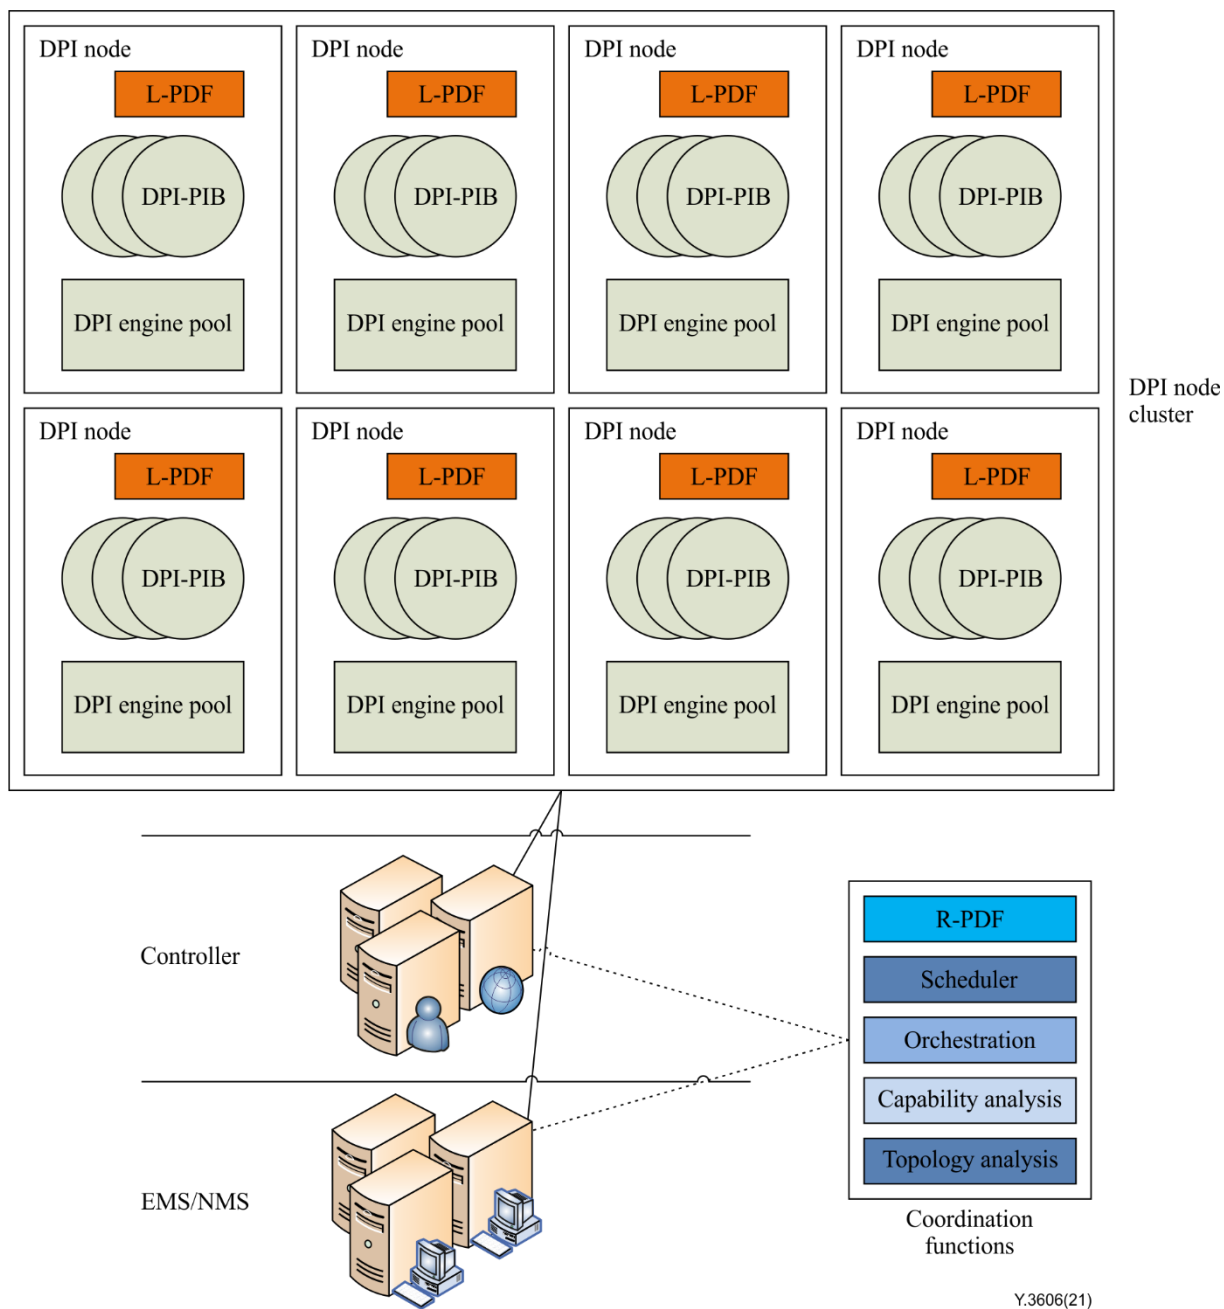 DPI node
DPI node
DPI node
DPI node
L-PDF
L-PDF
L-PDF
L-PDF
DPI-PIB
DPI-PIB
DPI-PIB
DPI-PIB
DPI engine pool
DPI engine pool
DPI engine pool
DPI engine pool
DPI node
cluster
DPI node
DPI node
DPI node
DPI node
L-PDF
L-PDF
L-PDF
L-PDF
DPI-PIB
DPI-PIB
DPI-PIB
DPI-PIB
DPI engine pool
DPI engine pool
DPI engine pool
DPI engine pool
Controller
R-PDF
Scheduler
Orchestration
Capability analysis
Topology analysis
EMS/NMS
Coordination
functions
Y.3606(21)